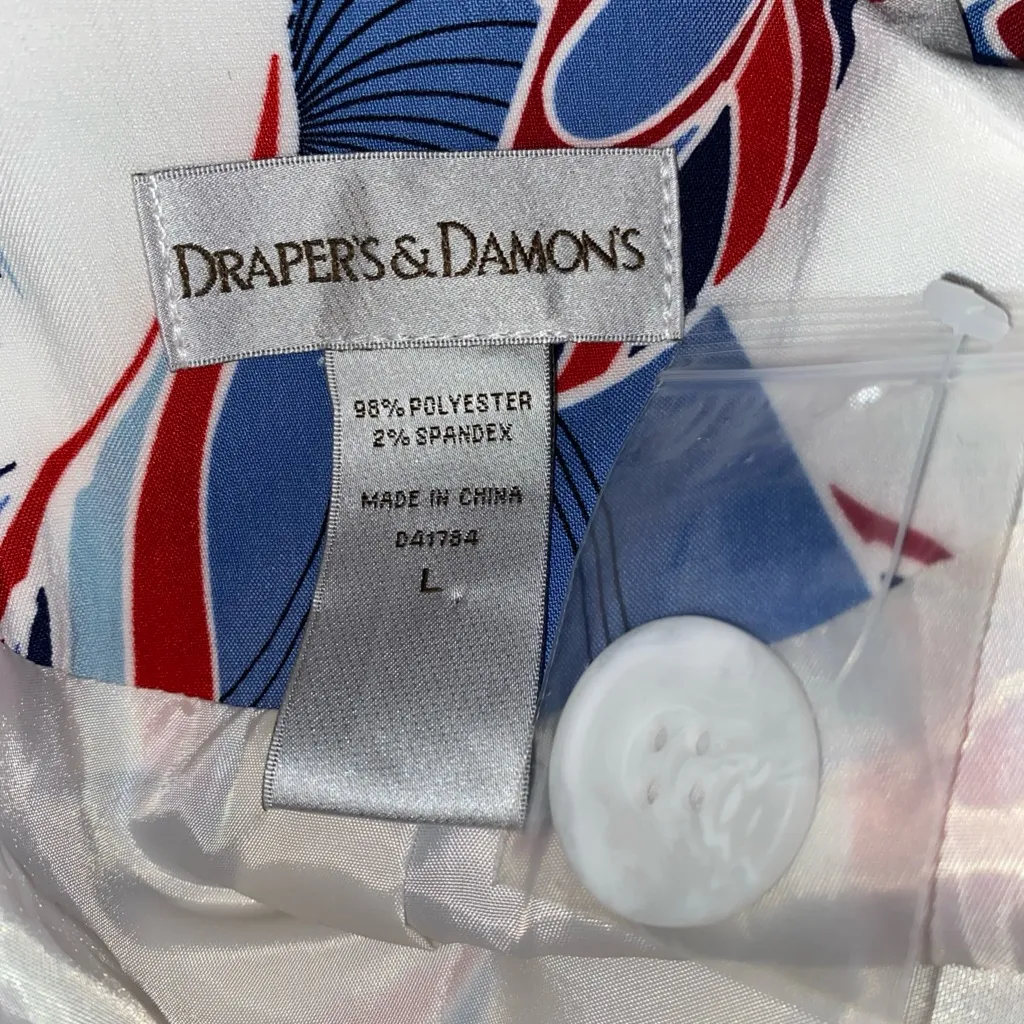 DRAPER'S & DAMON'S
98% POLYESTER
2% SPANDEX
MADE IN CHINA
D41784
L